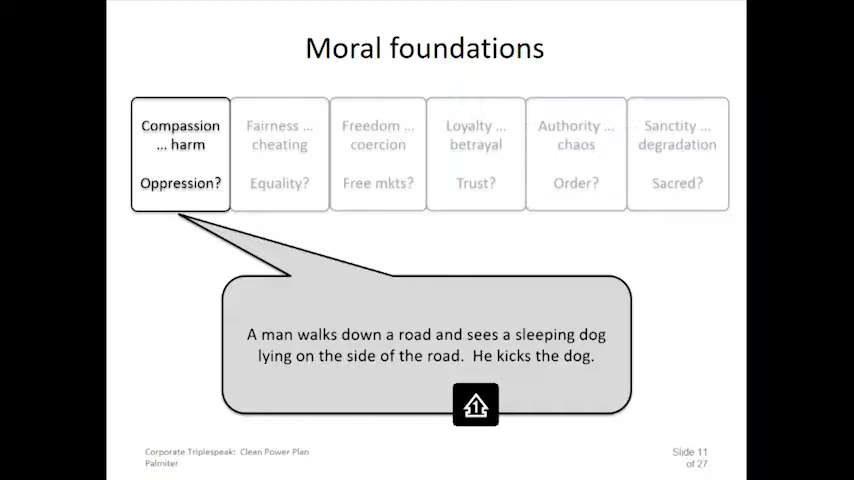 Moral foundations
Compassion
... harm
Oppression?
Fairness ...
cheating
Equality?
Freedom ...
coercion
Free mkts?
Loyalty ...
betrayal
Trust?
Authority ...
chaos
Order?
Sanctity ...
degradation
Sacred?
A man walks down a road and sees a sleeping dog
lying on the side of the road.  He kicks the dog.
1
Corporate Triplespeak:  Clean Power Plan
Palmiter
Slide 11
of 27